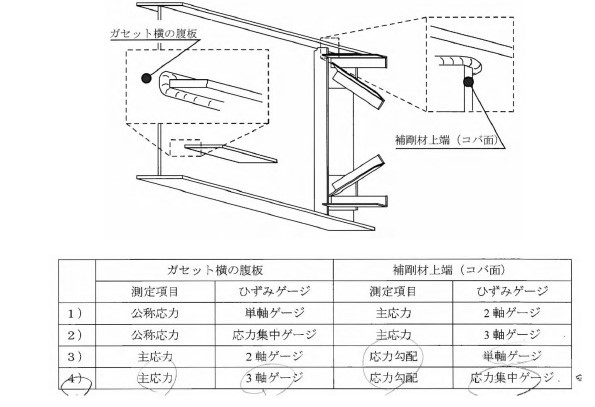 ガセット横の腹板
補剛材上端（コバ面）
ガセット横の腹板 補剛材上端（コバ面）
測定項目 ひずみゲージ 測定項目 ひずみゲージ
1） 公称応力 単軸ゲージ 主応力 2軸ゲージ
2） 公称応力 応力集中ゲージ 主応力 3軸ゲージ
3） 主応力 2軸ゲージ 応力勾配 単軸ゲージ
4） 主応力 3軸ゲージ 応力勾配 応力集中ゲージ